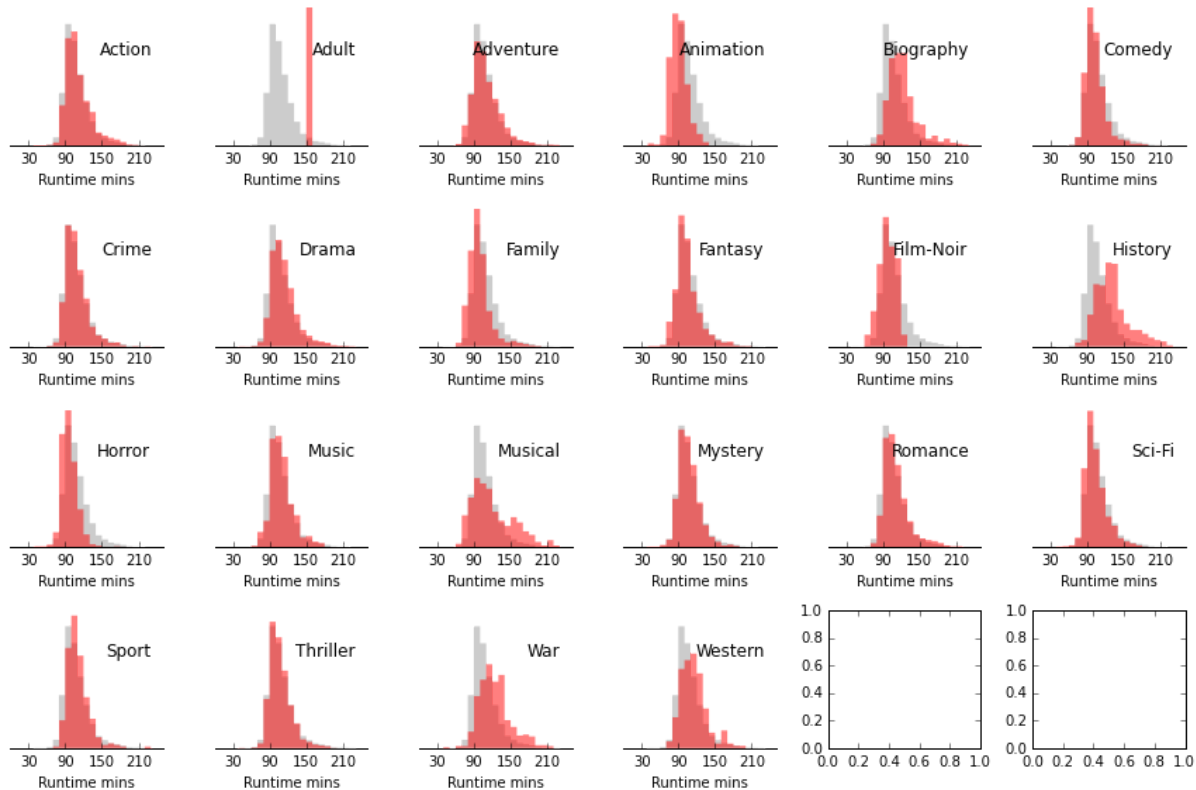 Action Adult Adventure Animation Biography Comedy
30 90 150 210 30 90 150 210 30 90 150 210 30 90 150 210 30 90 150 210 30 90 150 210
Runtime mins Runtime mins Runtime mins Runtime mins Runtime mins Runtime mins
Crime Drama Family Fantasy Film-Noir History
30 90 150 210 30 90 150 210 30 90 150 210 30 90 150 210 30 90 150 210 30 90 150 210
Runtime mins Runtime mins Runtime mins Runtime mins Runtime mins Runtime mins
Horror Music Musical Mystery Romance Sci-Fi
30 90 150 210 30 90 150 210 30 90 150 210 30 90 150 210 30 90 150 210 30 90 150 210
Runtime mins Runtime mins Runtime mins Runtime mins Runtime mins Runtime mins
1.0 1.0
0.8 0.8
Sport Thriller War Western
0.6 0.6
0.4 0.4
0.2 0.2
0.0 0.0
30 90 150 210 30 90 150 210 30 90 150 210 30 90 150 210 0.0 0.2 0.4 0.6 0.8 1.0 0.0 0.2 0.4 0.6 0.8 1.0
Runtime mins Runtime mins Runtime mins Runtime mins